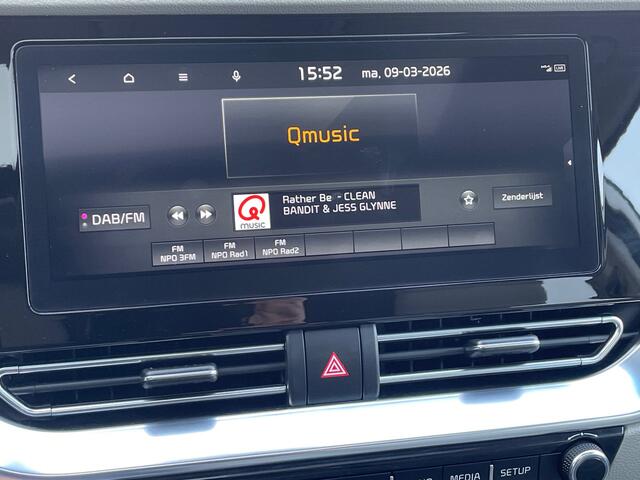 15:52 ma, 09-03-2026 LIVE
Qmusic
DAB/FM
Q
MUSIC
Rather Be - CLEAN
BANDIT & JESS GLYNNE
Zenderlijst
FM
NPO 3FM
FM
NPO Rad1
FM
NPO Rad2
MEDIA
SETUP